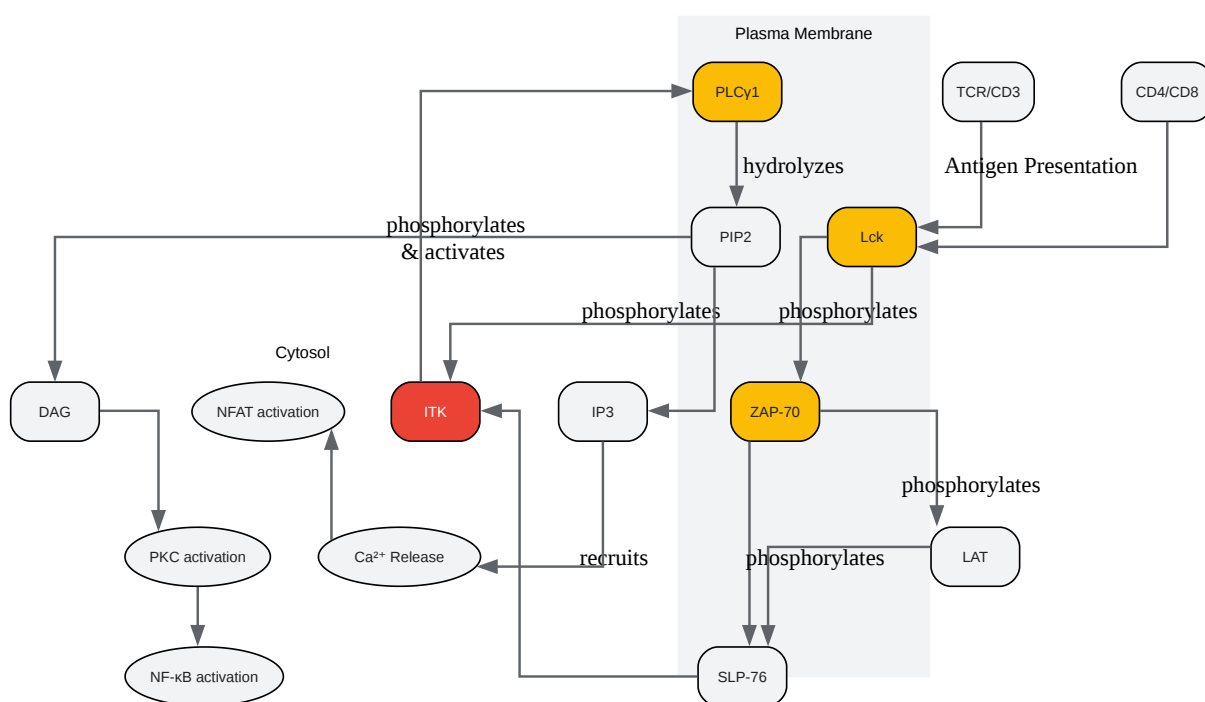 Plasma Membrane
PLCγ1
TCR/CD3
CD4/CD8
hydrolyzes
Antigen Presentation
phosphorylates
& activates
PIP2
Lck
phosphorylates
phosphorylates
Cytosol
DAG
NFAT activation
ITK
IP3
ZAP-70
phosphorylates
PKC activation
Ca²⁺ Release
recruits
phosphorylates
LAT
NF-κB activation
SLP-76